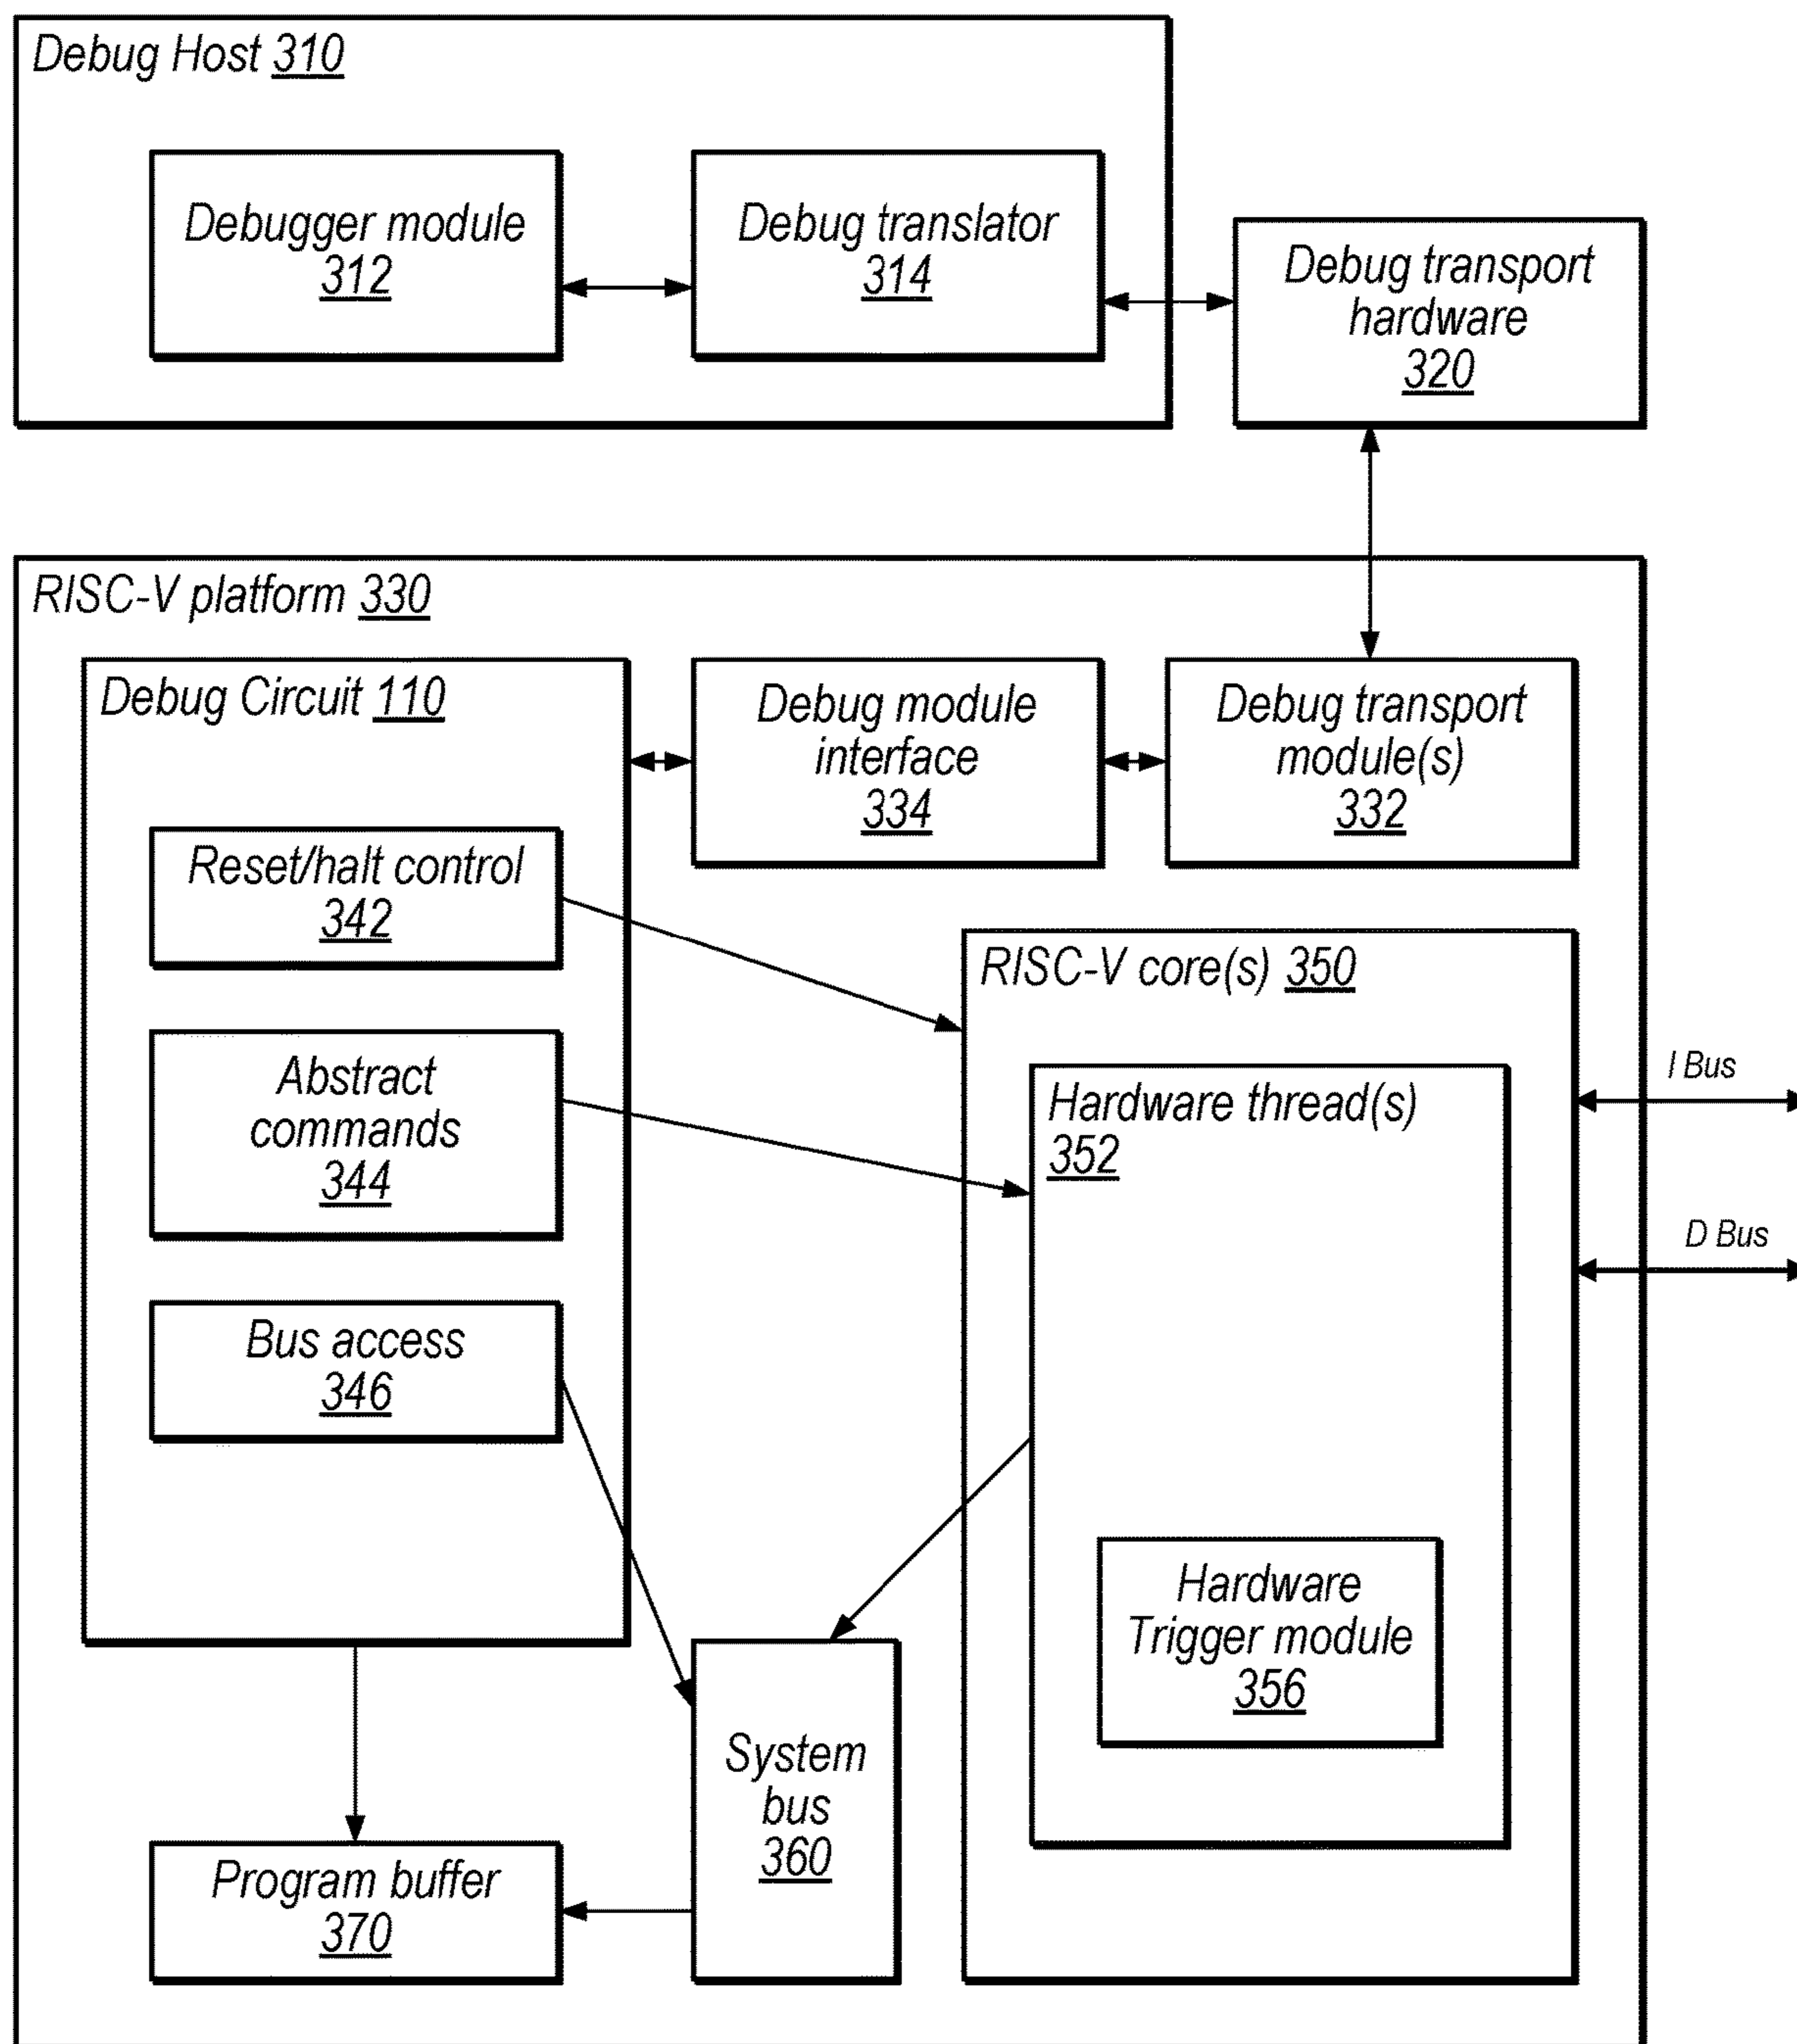 Debug Host 310
Debugger module
312
Debug translator
314
Debug transport
hardware
320
RISC-V platform 330
Debug Circuit 110
Debug module
interface
334
Debug transport
module(s)
332
Reset/halt control
342
RISC-V core(s) 350
Abstract
commands
344
Hardware thread(s)
352
I Bus
D Bus
Bus access
346
Hardware
Trigger module
356
System
bus
360
Program buffer
370